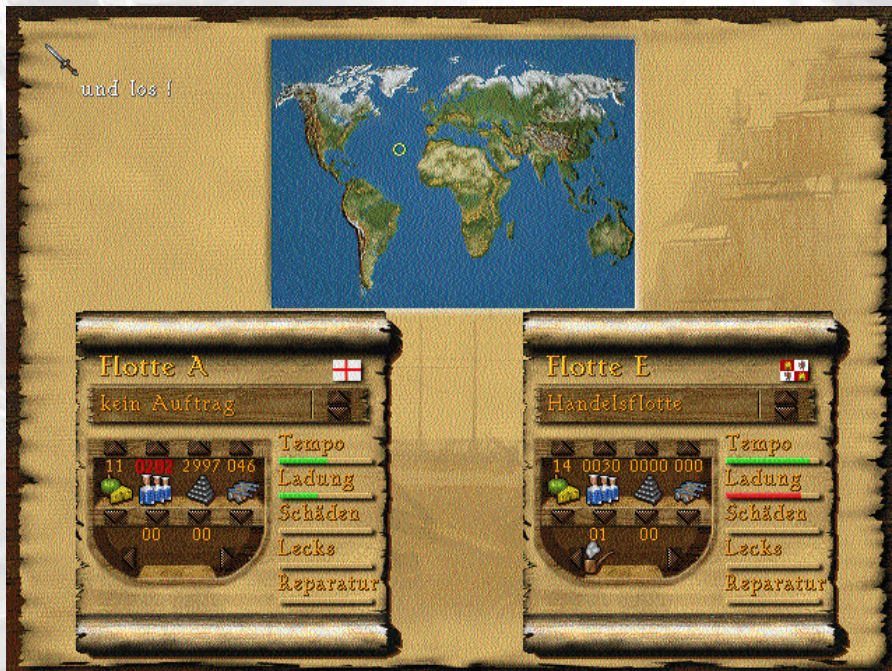 und los !
Flotte A
kein Auftrag
11 0282 2997 046
00 00
Tempo
Ladung
Schäden
Lecks
Reparatur
Flotte E
Handelsflotte
14 0030 0000 000
01 00
Tempo
Ladung
Schäden
Lecks
Reparatur